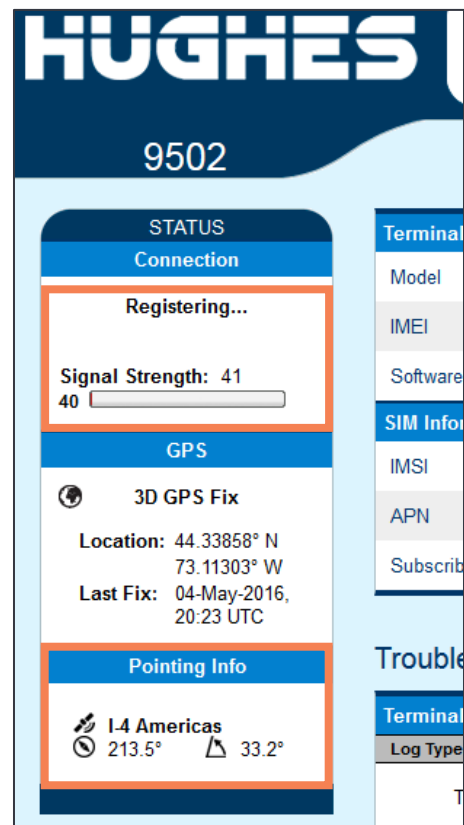 HUGHES
9502
STATUS
Connection
Registering...
Signal Strength: 41
40
GPS
3D GPS Fix
Location: 44.33858° N
73.11303° W
Last Fix: 04-May-2016,
20:23 UTC
Pointing Info
I-4 Americas
213.5° 33.2°
Terminal
Model
IMEI
Software
SIM Infor
IMSI
APN
Subscrib
Trouble
Terminal
Log Type
T